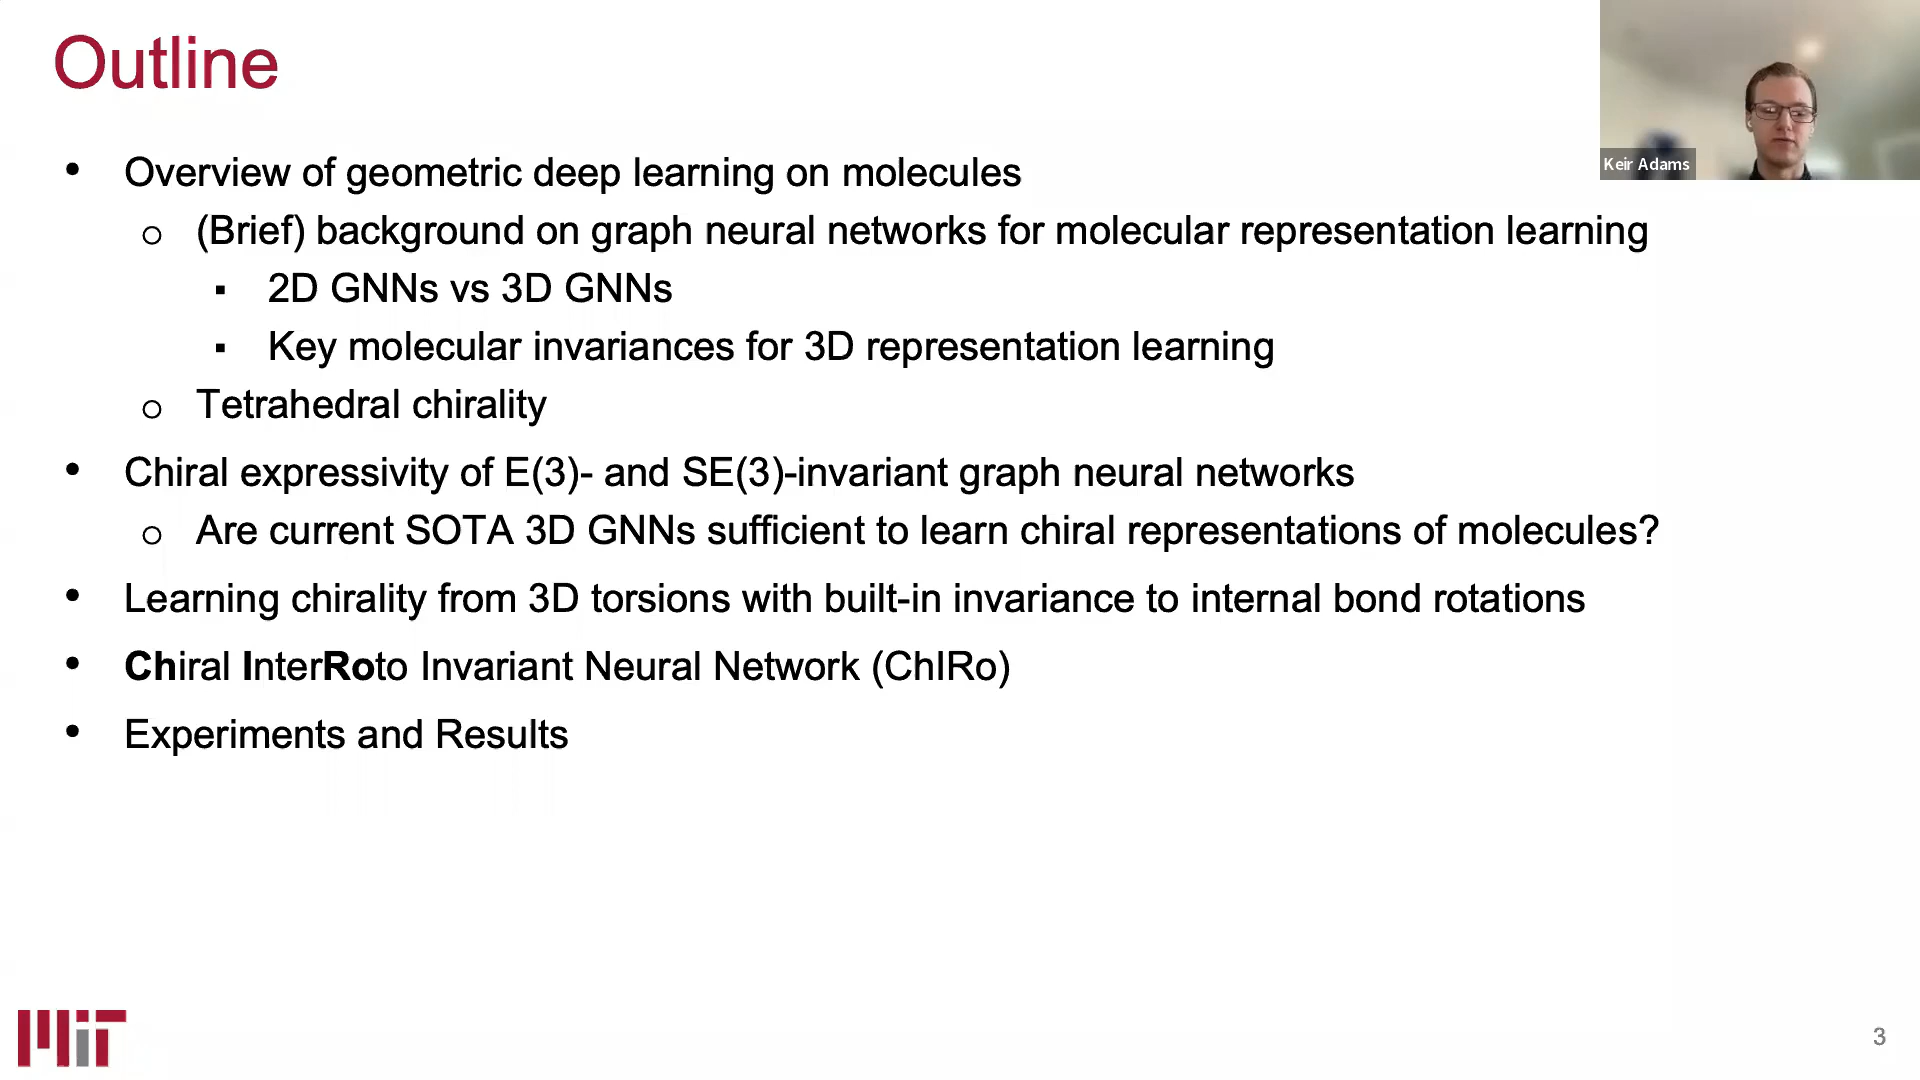 Outline
• Overview of geometric deep learning on molecules
o (Brief) background on graph neural networks for molecular representation learning
▪ 2D GNNs vs 3D GNNs
▪ Key molecular invariances for 3D representation learning
o Tetrahedral chirality
• Chiral expressivity of E(3)- and SE(3)-invariant graph neural networks
o Are current SOTA 3D GNNs sufficient to learn chiral representations of molecules?
• Learning chirality from 3D torsions with built-in invariance to internal bond rotations
• Chiral InterRoto Invariant Neural Network (ChIRo)
• Experiments and Results
Keir Adams
MIT
3